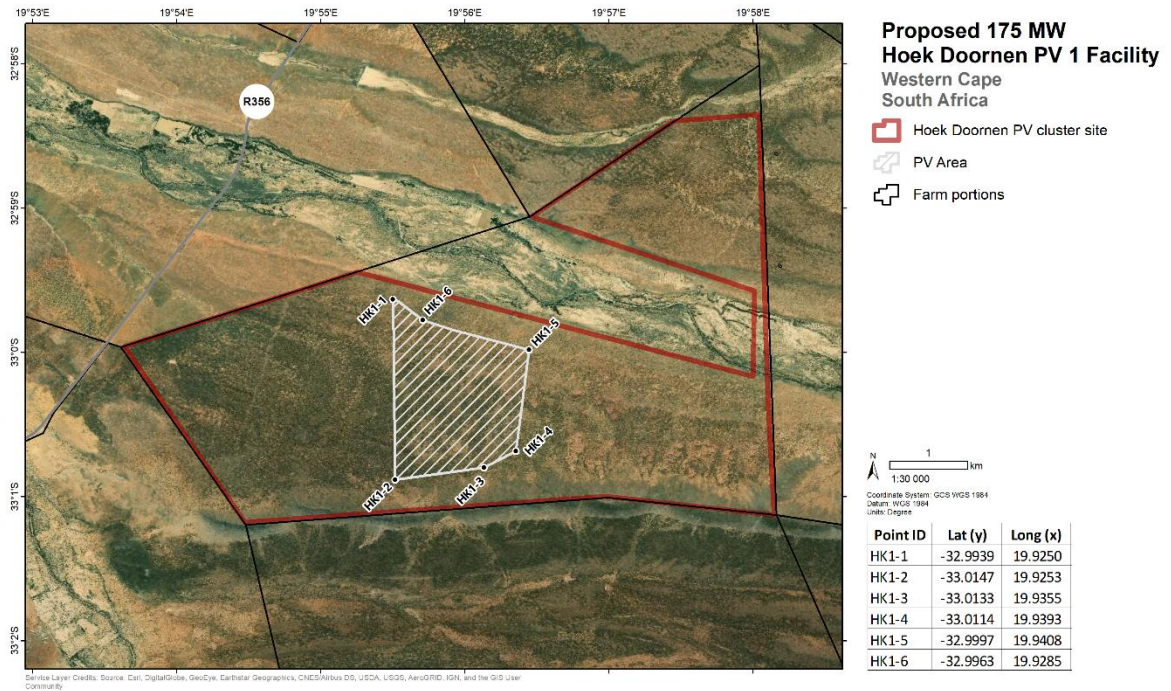 19°53'E
19°54'E
19°55'E
19°56'E
19°57'E
19°58'E
32°58'S
32°59'S
33°0'S
33°1'S
33°2'S
R356
HK1-1
HK1-6
HK1-5
HK1-4
HK1-3
HK1-2
Proposed 175 MW
Hoek Doornen PV 1 Facility
Western Cape
South Africa
Hoek Doornen PV cluster site
PV Area
Farm portions
N
1
km
1:30 000
Coordinate System: GCS WGS 1984
Datum: WGS 1984
Units: Degree
Point ID Lat (y) Long (x)
HK1-1 -32.9939 19.9250
HK1-2 -33.0147 19.9253
HK1-3 -33.0133 19.9355
HK1-4 -33.0114 19.9393
HK1-5 -32.9997 19.9408
HK1-6 -32.9963 19.9285
Service Layer Credits: Source: Esri, DigitalGlobe, GeoEye, Earthstar Geographics, CNES/Airbus DS, USDA, USGS, AeroGRID, IGN, and the GIS User
Community